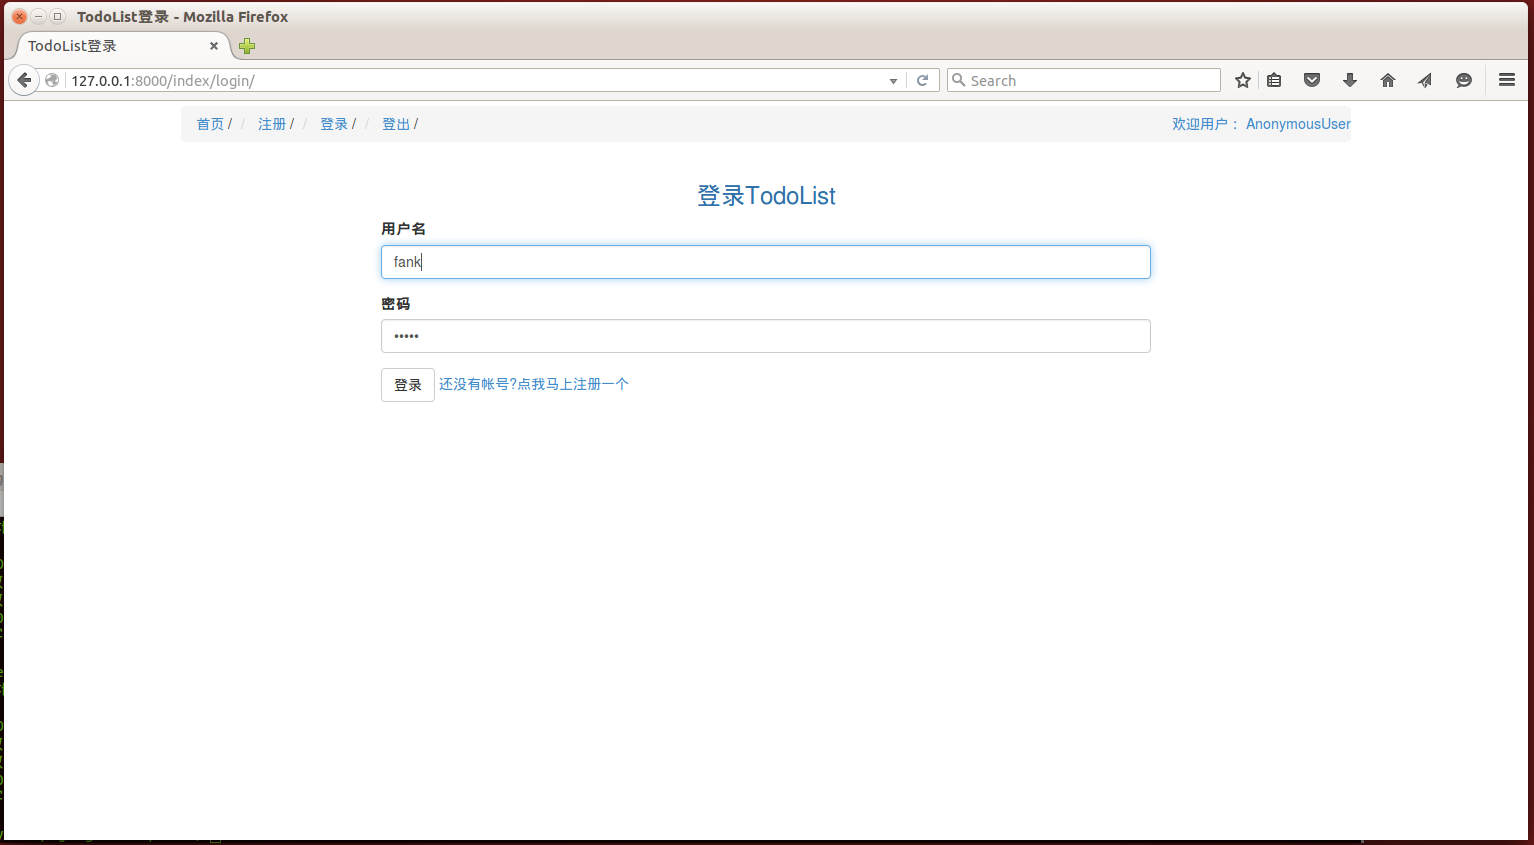 TodoList登录 - Mozilla Firefox
TodoList登录
127.0.0.1:8000/index/login/
Search
首页 / / 注册 / / 登录 / / 登出 /
欢迎用户： AnonymousUser
登录TodoList
用户名
fank
密码
•••••
登录 还没有帐号?点我马上注册一个